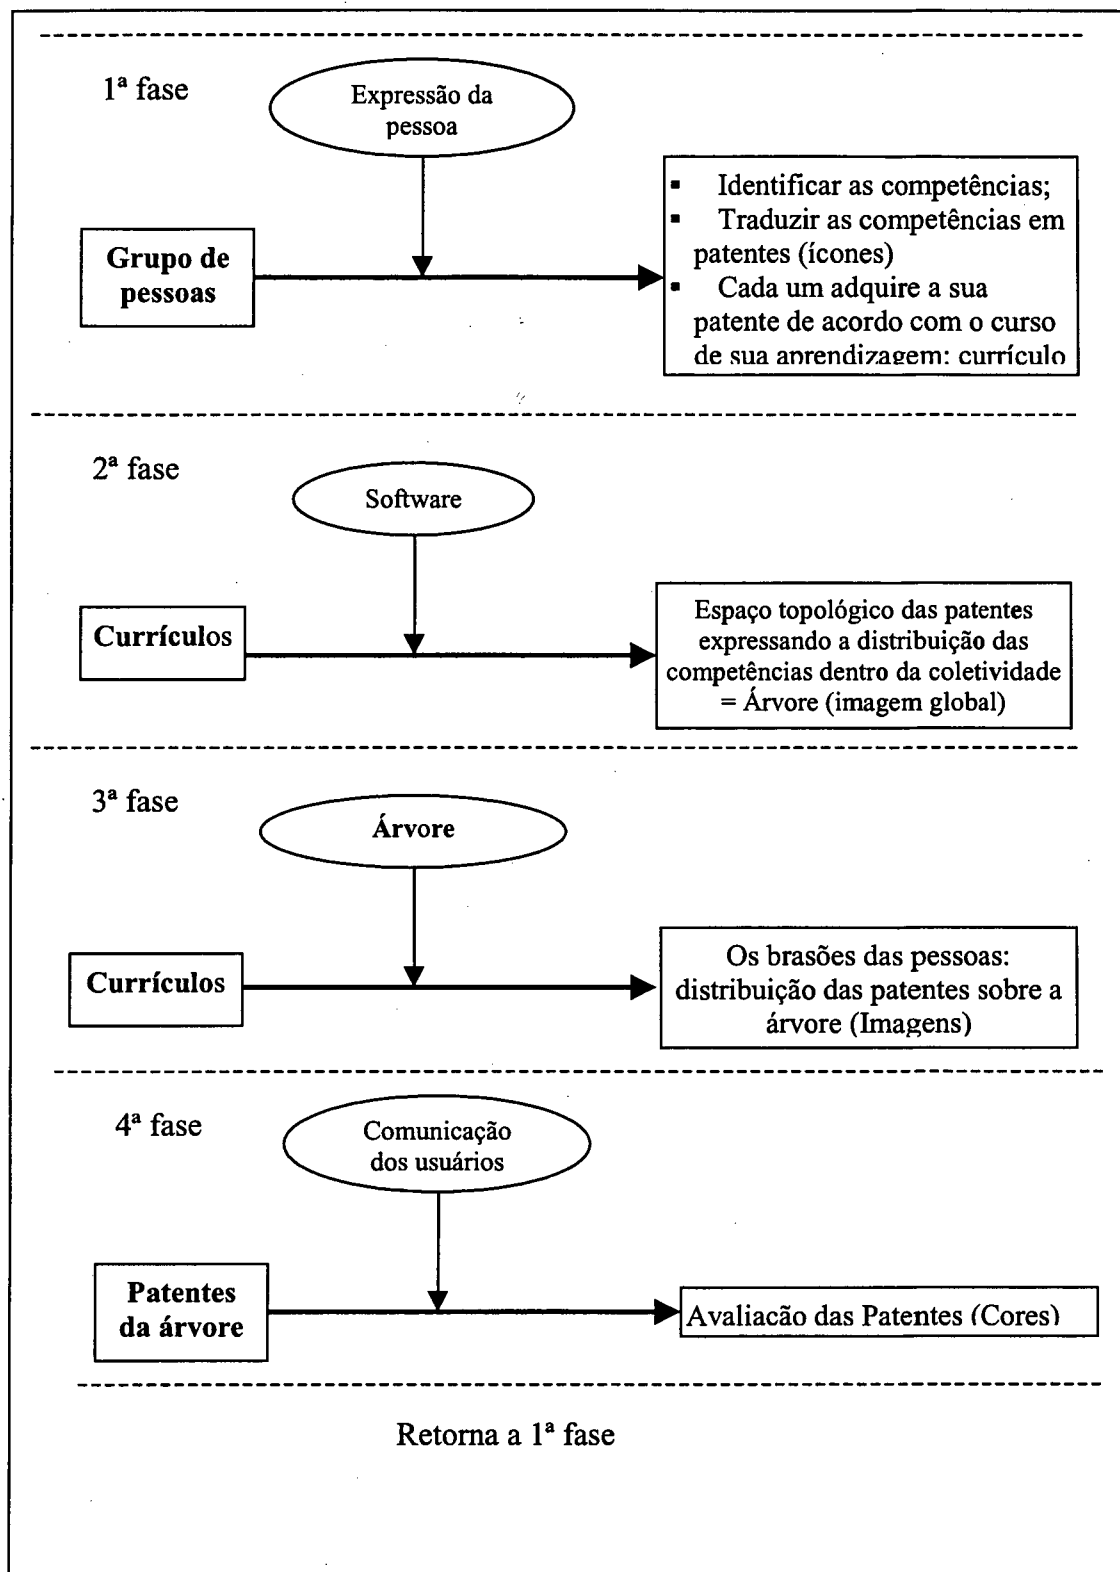 1ª fase
Expressão da
pessoa
Grupo de
pessoas
▪ Identificar as competências;
▪ Traduzir as competências em
patentes (ícones)
▪ Cada um adquire a sua
patente de acordo com o curso
de sua aprendizagem: currículo
2ª fase
Software
Currículos
Espaço topológico das patentes
expressando a distribuição das
competências dentro da coletividade
= Árvore (imagem global)
3ª fase
Árvore
Currículos
Os brasões das pessoas:
distribuição das patentes sobre a
árvore (Imagens)
4ª fase
Comunicação
dos usuários
Patentes
da árvore
Avaliação das Patentes (Cores)
Retorna a 1ª fase